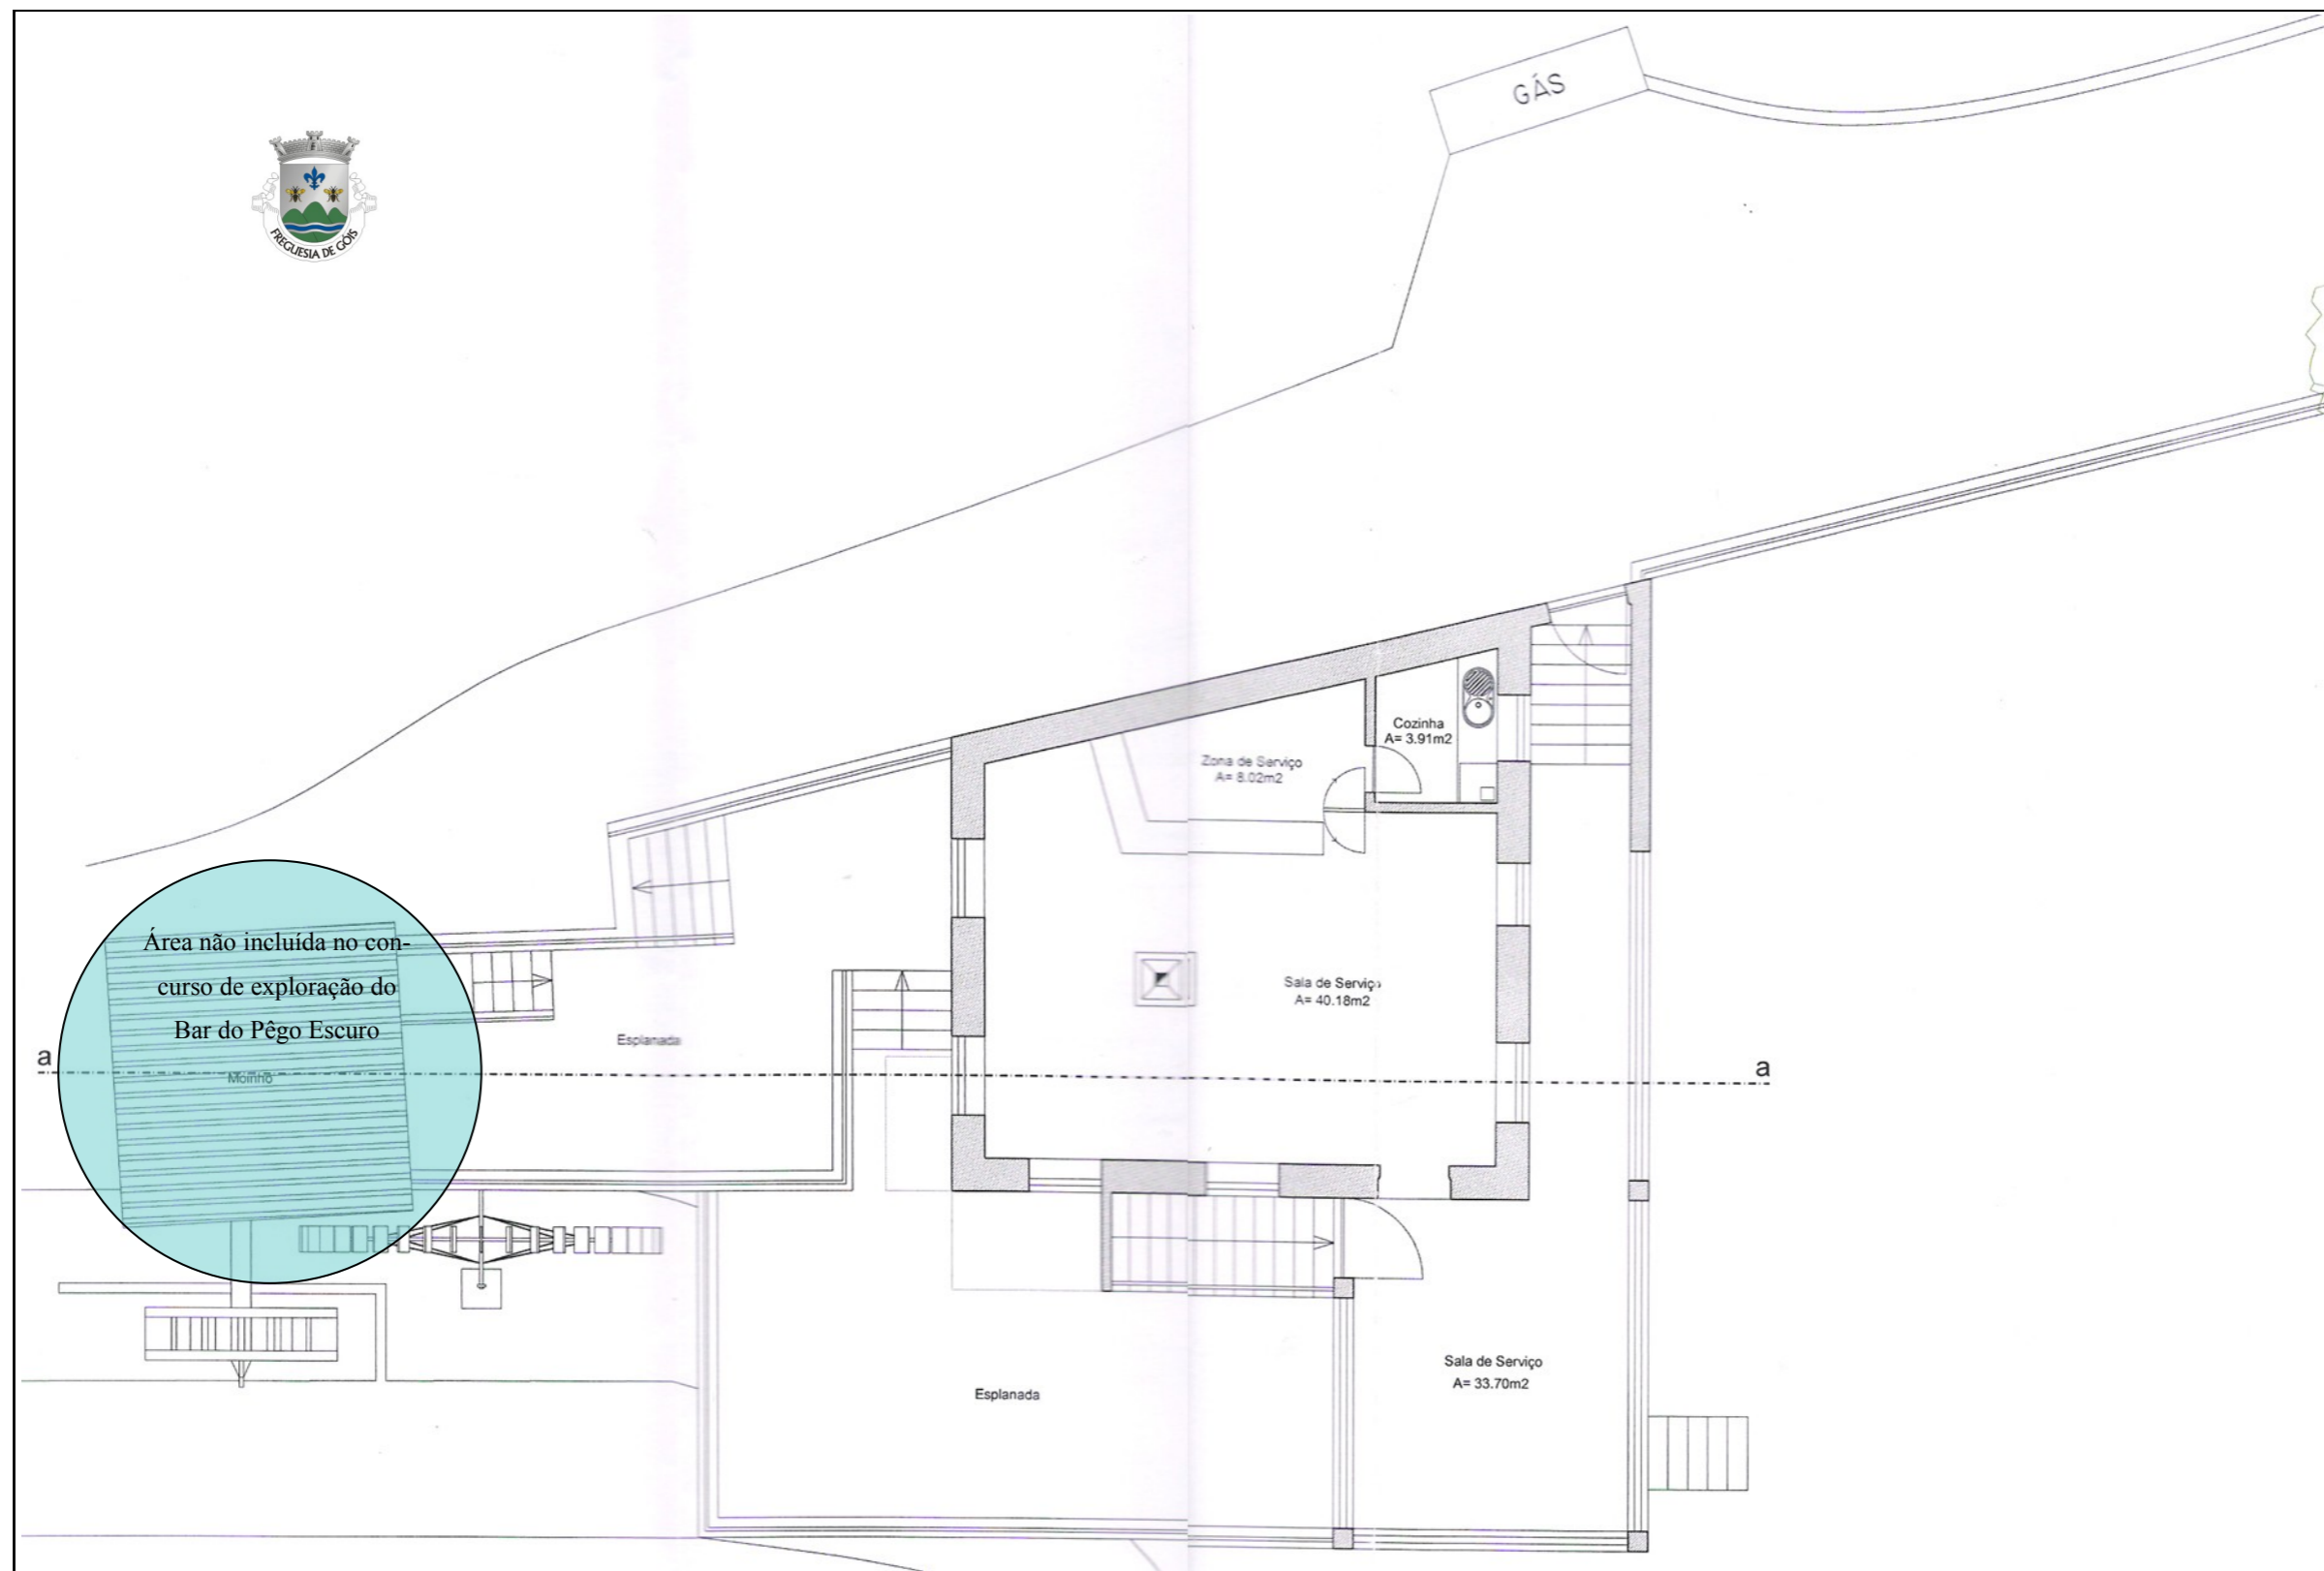 GÁS
FREGUESIA DE GÓIS
Cozinha
A= 3.91m2
Zona de Serviço
A= 8.02m2
Área não incluída no con-
curso de exploração do
Bar do Pêgo Escuro
Sala de Serviço
A= 40.18m2
Esplanada
a
a
Moinho
Sala de Serviço
A= 33.70m2
Esplanada